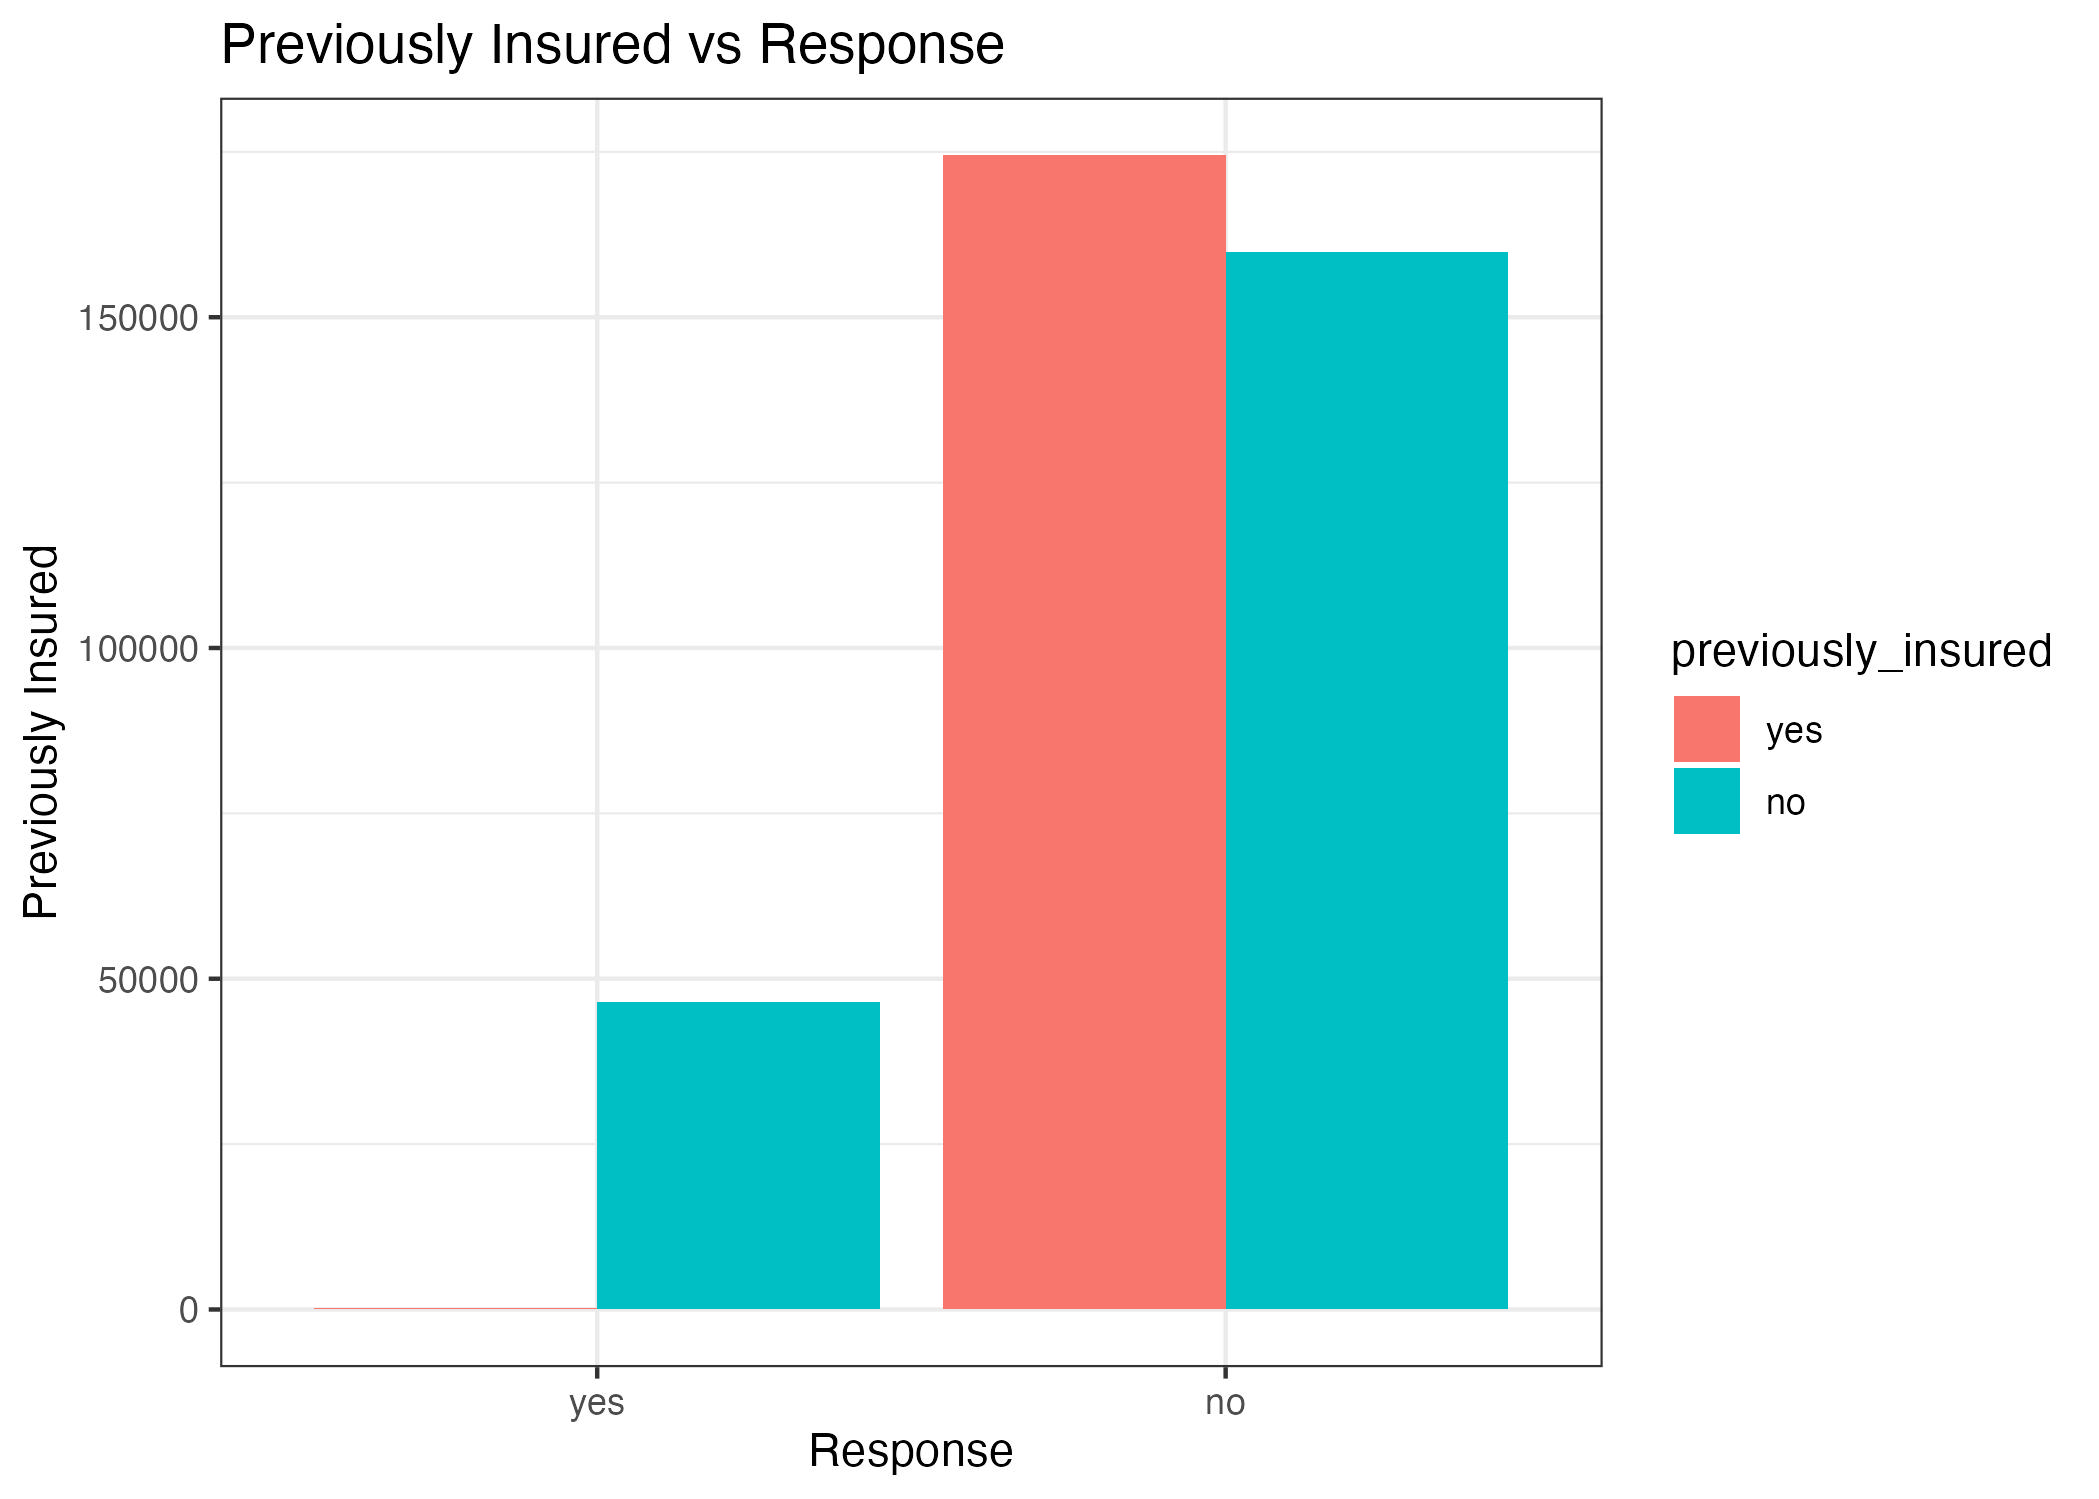 Previously Insured vs Response
Previously Insured
150000
100000
50000
0
yes
no
Response
previously_insured
yes
no